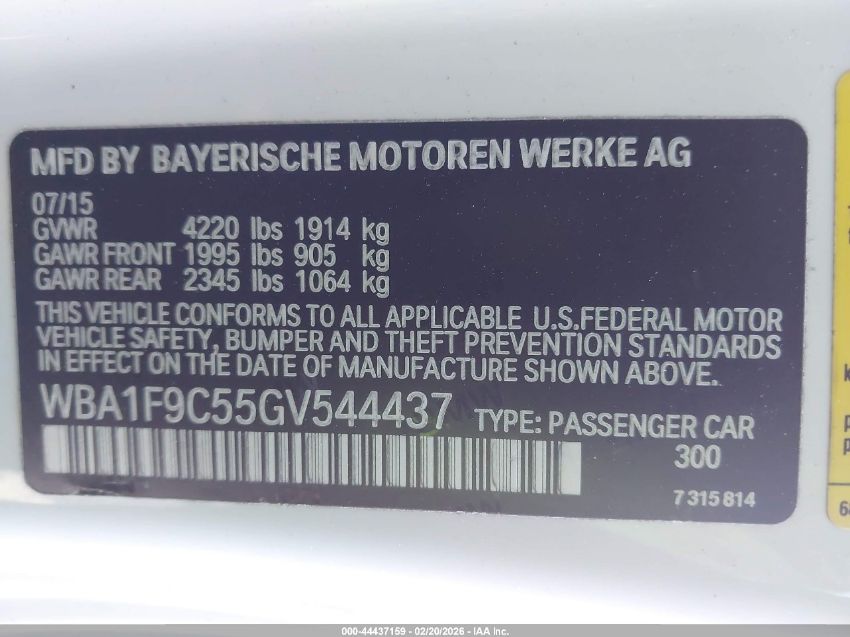 MFD BY BAYERISCHE MOTOREN WERKE AG
07/15
GVWR 4220 lbs 1914 kg
GAWR FRONT 1995 lbs 905 kg
GAWR REAR 2345 lbs 1064 kg
THIS VEHICLE CONFORMS TO ALL APPLICABLE U.S.FEDERAL MOTOR
VEHICLE SAFETY, BUMPER AND THEFT PREVENTION STANDARDS
IN EFFECT ON THE DATE OF MANUFACTURE SHOWN ABOVE.
WBA1F9C55GV544437 TYPE: PASSENGER CAR
300
7 315 814
000-44437159 - 02/20/2026 - IAA Inc.